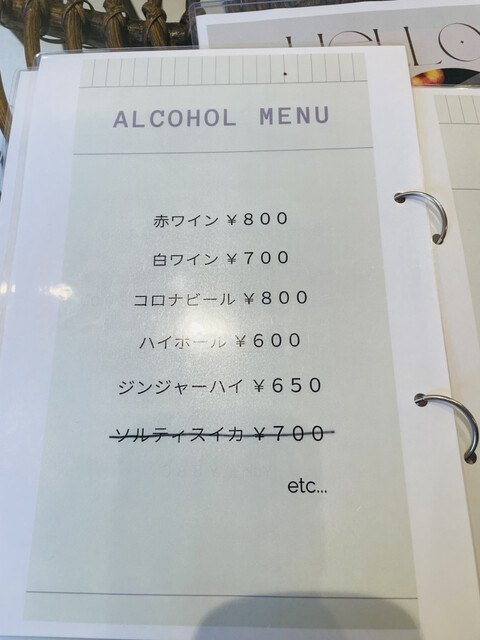 HELLO
ALCOHOL MENU
赤ワイン ¥800
白ワイン ¥700
コロナビール ¥800
ハイボール ¥600
ジンジャーハイ ¥650
ソルティスイカ ¥700
etc...